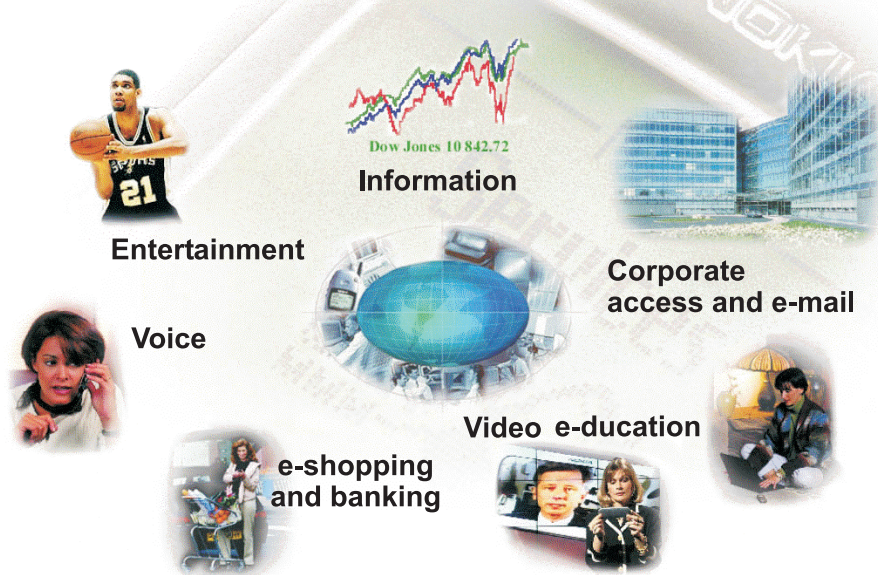 NOKIA
SPURS
21
Dow Jones 10 842.72
Information
Entertainment
Corporate
access and e-mail
Voice
Video e-ducation
e-shopping
and banking